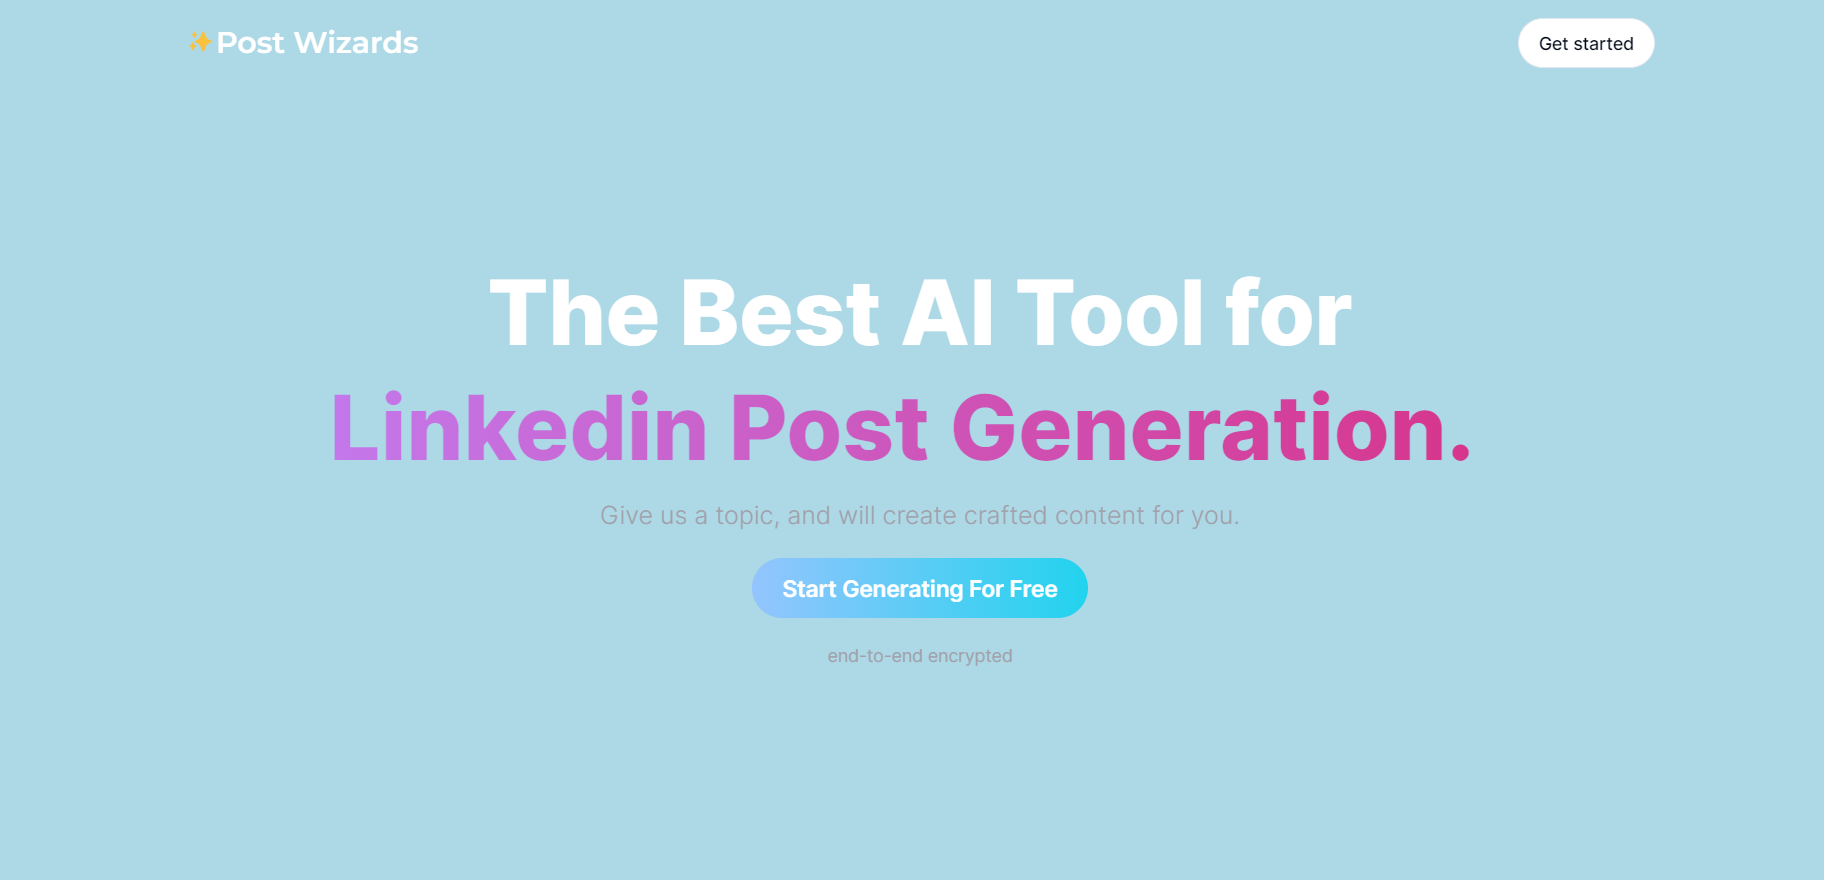 ✨Post Wizards
Get started
The Best AI Tool for
Linkedin Post Generation.
Give us a topic, and will create crafted content for you.
Start Generating For Free
end-to-end encrypted